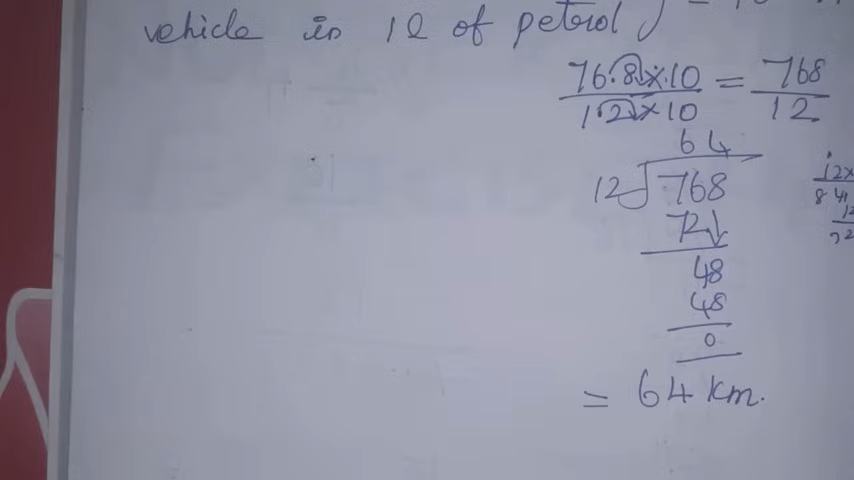 vehicle in 1l of petrol ) =
76.8 × 10 / 1.2 × 10 = 768 / 12
64
12 ) 768
72
48
48
0
= 64 km.